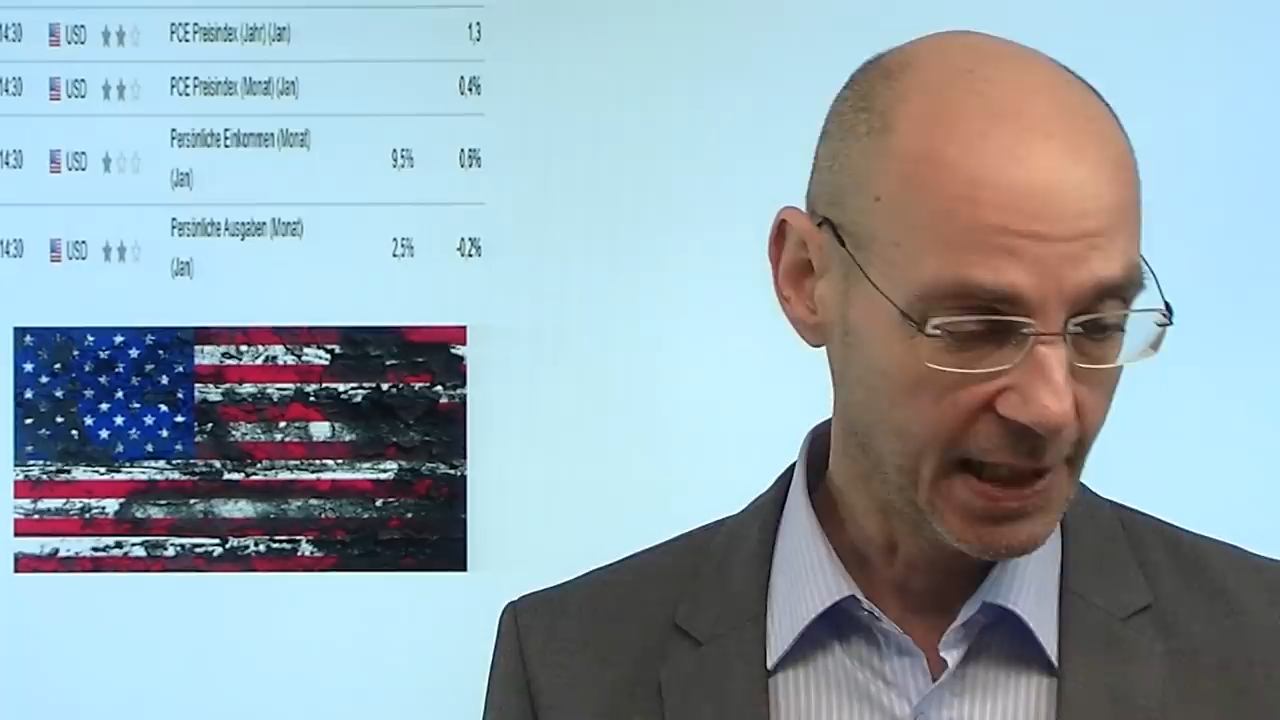 14:30 USD PCE Preisindex (Jahr) (Jan) 1,3
14:30 USD PCE Preisindex (Monat) (Jan) 0,4%
Persönliche Einkommen (Monat)
14:30 USD 9,5% 0,6%
(Jan)
Persönliche Ausgaben (Monat)
14:30 USD 2,5% -0,2%
(Jan)